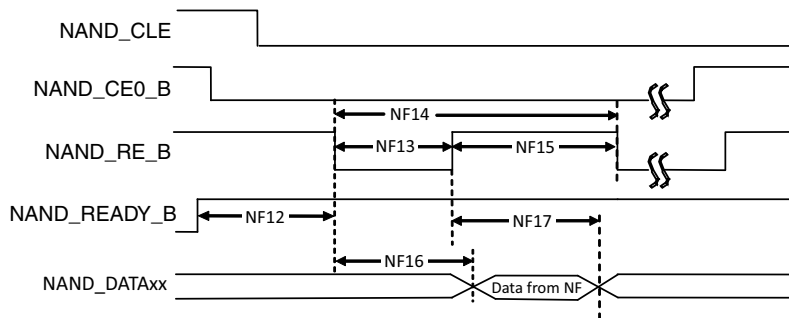 NAND_CLE
NAND_CE0_B
NF14
NAND_RE_B
NF13
NF15
NAND_READY_B
NF12
NF17
NF16
NAND_DATAxx
Data from NF